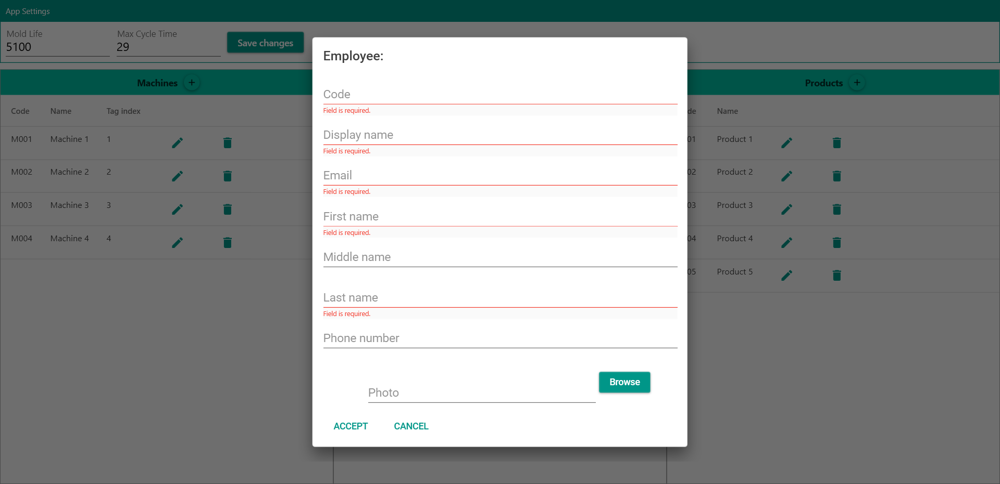 App Settings
Mold Life
5100
Max Cycle Time
29
Save changes
Machines +
Code Name Tag index
M001 Machine 1 1
M002 Machine 2 2
M003 Machine 3 3
M004 Machine 4 4
Employee:
Code
Field is required.
Display name
Field is required.
Email
Field is required.
First name
Field is required.
Middle name
Last name
Field is required.
Phone number
Photo
Browse
ACCEPT CANCEL
Products +
de Name
01 Product 1
02 Product 2
03 Product 3
04 Product 4
05 Product 5